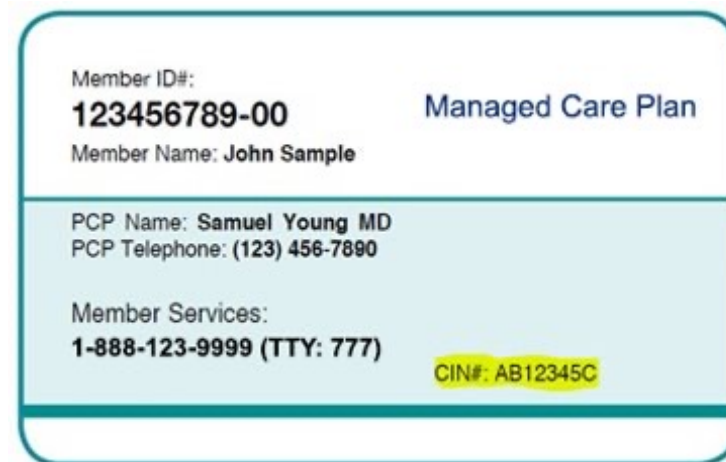 Member ID#:
123456789-00
Managed Care Plan
Member Name: John Sample
PCP Name: Samuel Young MD
PCP Telephone: (123) 456-7890
Member Services:
1-888-123-9999 (TTY: 777)
CIN#: AB12345C